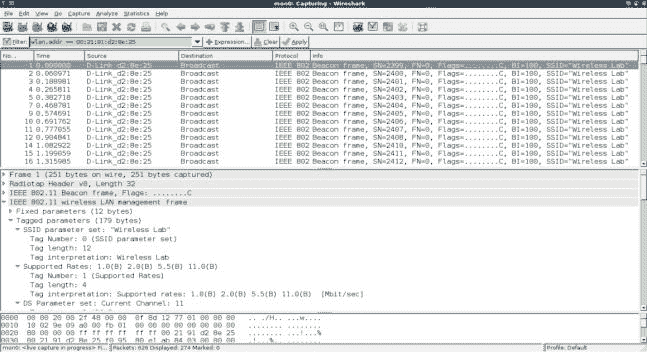 mon0: Capturing - Wireshark
File Edit View Go Capture Analyze Statistics Help
Filter: wlan.addr == 00:21:91:d2:8e:25 Expression... Clear Apply
No. . Time Source Destination Protocol Info
1 0.000000 D-Link_d2:8e:25 Broadcast IEEE 802 Beacon frame, SN=2399, FN=0, Flags=........C, BI=100, SSID="Wireless Lab"
2 0.060971 D-Link_d2:8e:25 Broadcast IEEE 802 Beacon frame, SN=2400, FN=0, Flags=........C, BI=100, SSID="Wireless Lab"
3 0.188981 D-Link_d2:8e:25 Broadcast IEEE 802 Beacon frame, SN=2401, FN=0, Flags=........C, BI=100, SSID="Wireless Lab"
4 0.265811 D-Link_d2:8e:25 Broadcast IEEE 802 Beacon frame, SN=2402, FN=0, Flags=........C, BI=100, SSID="Wireless Lab"
5 0.382718 D-Link_d2:8e:25 Broadcast IEEE 802 Beacon frame, SN=2403, FN=0, Flags=........C, BI=100, SSID="Wireless Lab"
7 0.468781 D-Link_d2:8e:25 Broadcast IEEE 802 Beacon frame, SN=2404, FN=0, Flags=........C, BI=100, SSID="Wireless Lab"
9 0.574691 D-Link_d2:8e:25 Broadcast IEEE 802 Beacon frame, SN=2405, FN=0, Flags=........C, BI=100, SSID="Wireless Lab"
10 0.691762 D-Link_d2:8e:25 Broadcast IEEE 802 Beacon frame, SN=2406, FN=0, Flags=........C, BI=100, SSID="Wireless Lab"
11 0.777055 D-Link_d2:8e:25 Broadcast IEEE 802 Beacon frame, SN=2407, FN=0, Flags=........C, BI=100, SSID="Wireless Lab"
12 0.904841 D-Link_d2:8e:25 Broadcast IEEE 802 Beacon frame, SN=2408, FN=0, Flags=........C, BI=100, SSID="Wireless Lab"
14 1.082922 D-Link_d2:8e:25 Broadcast IEEE 802 Beacon frame, SN=2410, FN=0, Flags=........C, BI=100, SSID="Wireless Lab"
15 1.199059 D-Link_d2:8e:25 Broadcast IEEE 802 Beacon frame, SN=2411, FN=0, Flags=........C, BI=100, SSID="Wireless Lab"
16 1.315985 D-Link_d2:8e:25 Broadcast IEEE 802 Beacon frame, SN=2412, FN=0, Flags=........C, BI=100, SSID="Wireless Lab"
Frame 1 (251 bytes on wire, 251 bytes captured)
Radiotap Header v0, Length 32
IEEE 802.11 Beacon frame, Flags: ........C
IEEE 802.11 wireless LAN management frame
Fixed parameters (12 bytes)
Tagged parameters (179 bytes)
SSID parameter set: "Wireless Lab"
Tag Number: 0 (SSID parameter set)
Tag length: 12
Tag interpretation: Wireless Lab
Supported Rates: 1.0(B) 2.0(B) 5.5(B) 11.0(B)
Tag Number: 1 (Supported Rates)
Tag length: 4
Tag interpretation: Supported rates: 1.0(B) 2.0(B) 5.5(B) 11.0(B) [Mbit/sec]
DS Parameter set: Current Channel: 11
0000 00 00 20 00 2f 48 00 00 0f 8d 12 77 01 00 00 00 .. ./H.. ...w....
0010 10 02 9e 09 a0 00 fb 01 00 00 00 00 00 00 00 00 ........ ........
0020 80 00 00 00 ff ff ff ff ff ff 00 21 91 d2 8e 25 ........ ...!...%
mon0: <live capture in progress> Fi... Packets: 626 Displayed: 274 Marked: 0 Profile: Default